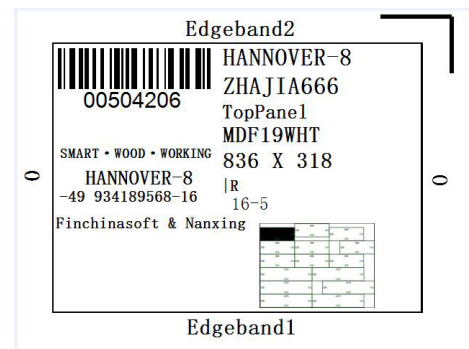 Edgeband2
HANNOVER-8
ZHAJIA666
00504206
TopPanel
MDF19WHT
SMART·WOOD·WORKING
836 X 318
HANNOVER-8
|R
-49 934189568-16
16-5
Finchinasoft & Nanxing
0
0
Edgeband1